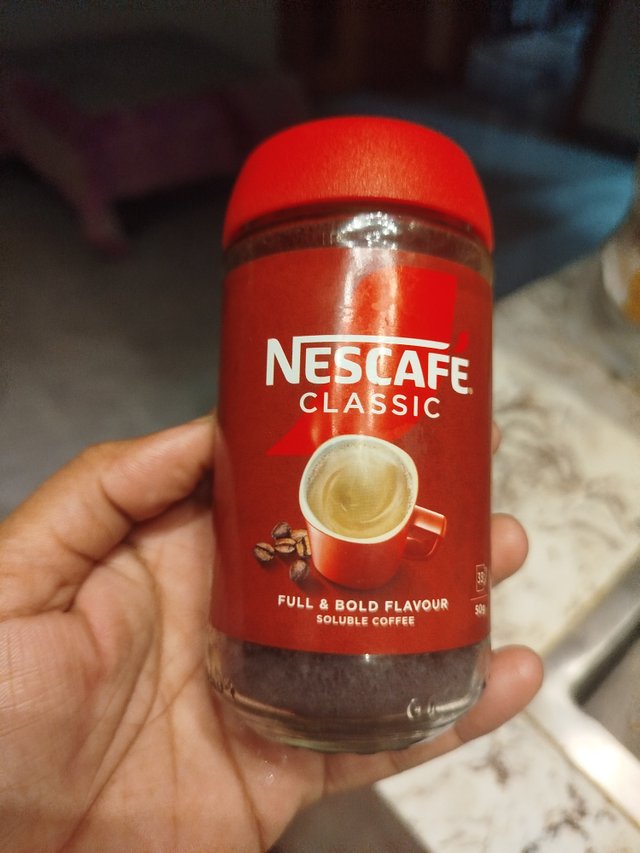 NESCAFÉ
CLASSIC
FULL & BOLD FLAVOUR
SOLUBLE COFFEE
50g